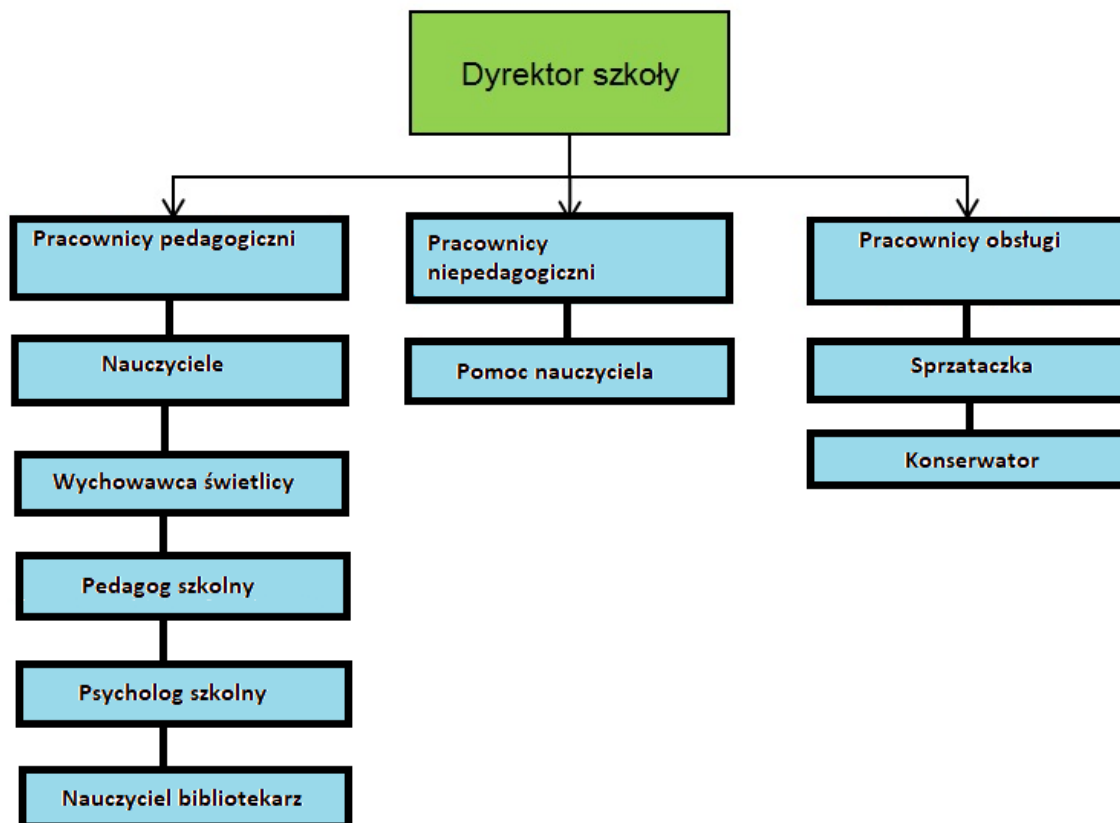 Dyrektor szkoły
Pracownicy pedagogiczni
Nauczyciele
Wychowawca świetlicy
Pedagog szkolny
Psycholog szkolny
Nauczyciel bibliotekarz
Pracownicy
niepedagogiczni
Pomoc nauczyciela
Pracownicy obsługi
Sprzataczka
Konserwator